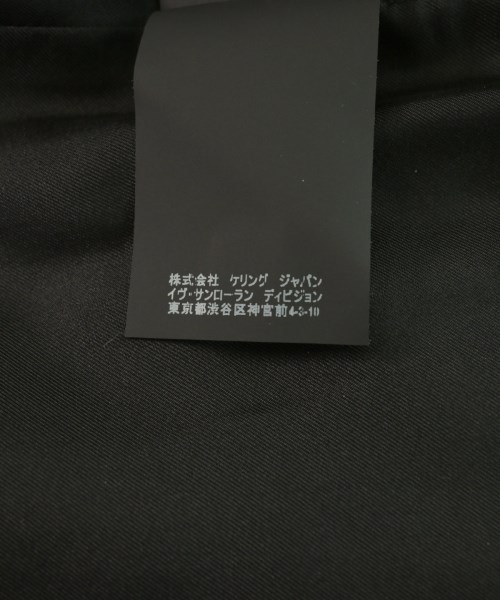 株式会社 ケリング ジャパン
イヴ・サンローラン ディビジョン
東京都渋谷区神宮前4-3-10